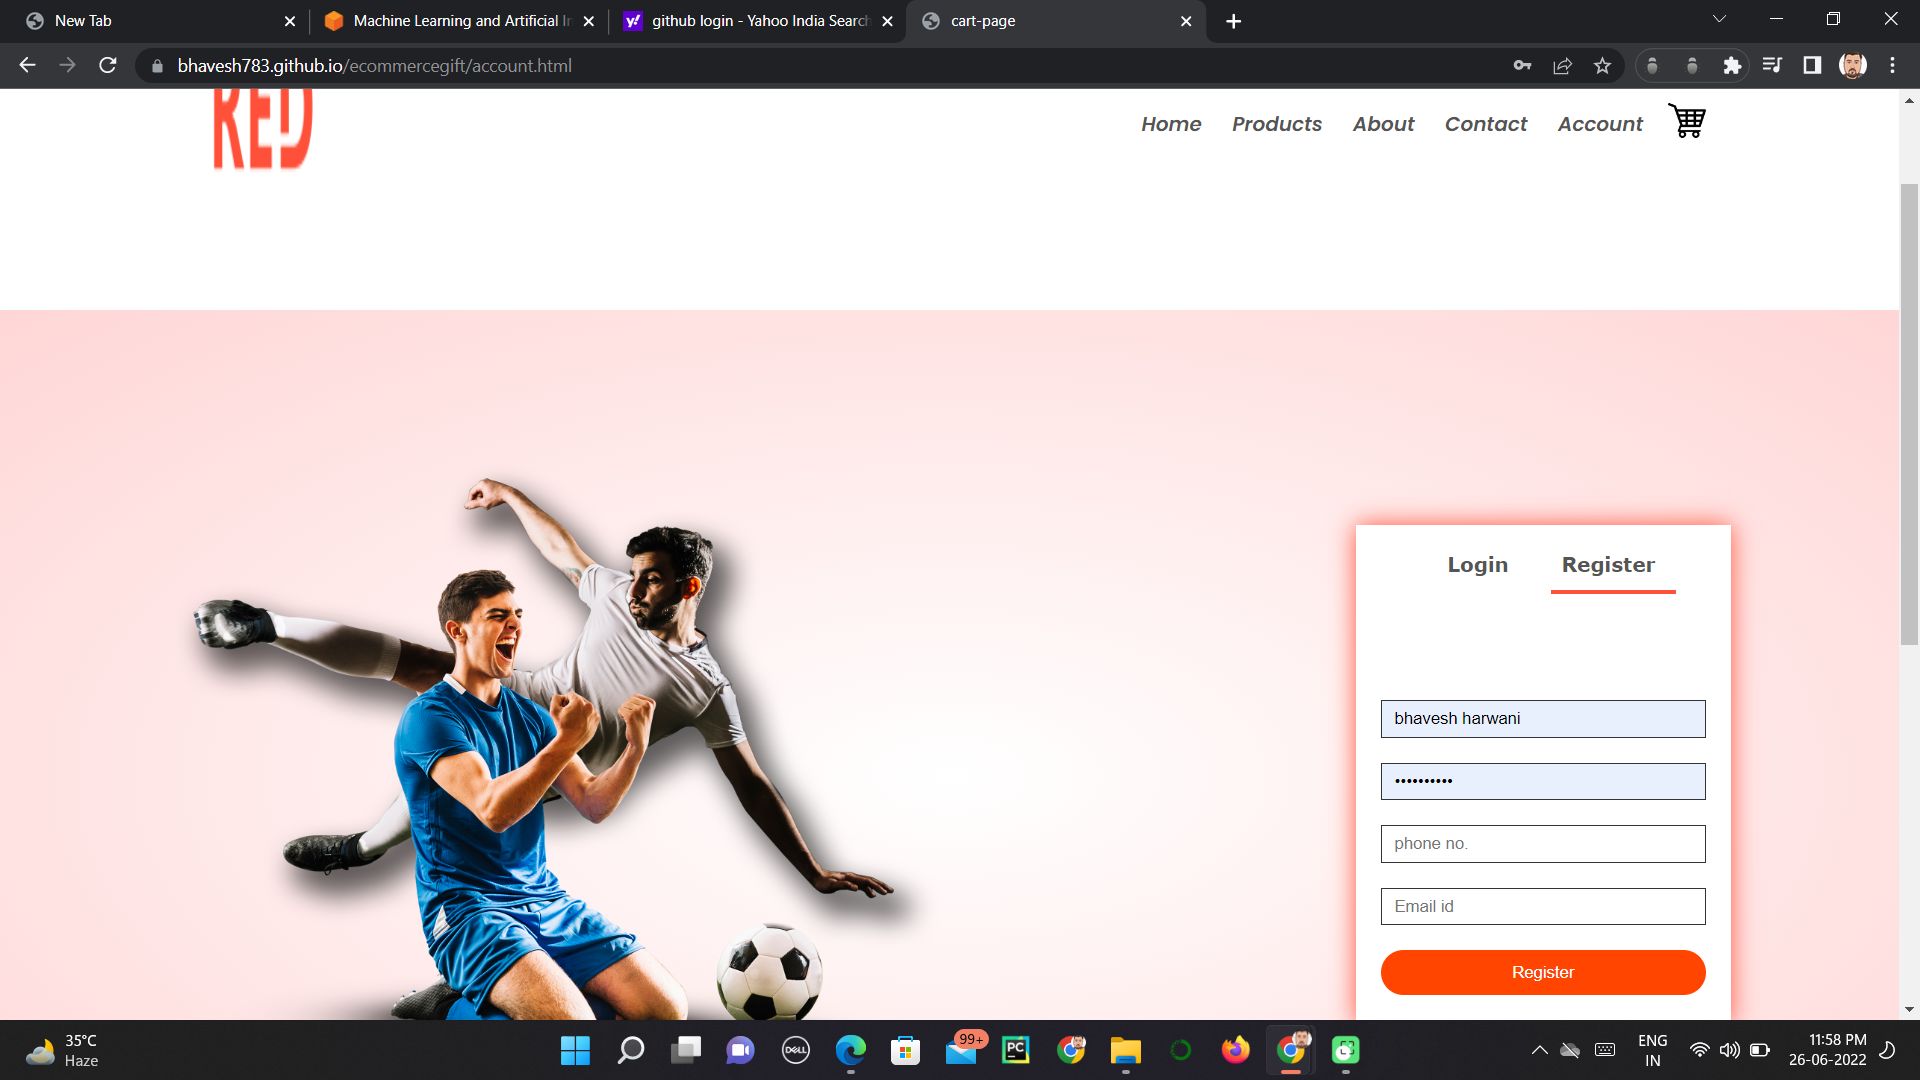 New Tab
Machine Learning and Artificial In
github login - Yahoo India Search
cart-page
bhavesh783.github.io/ecommercegift/account.html
RED
Home Products About Contact Account
Login Register
bhavesh harwani
••••••••••
phone no.
Email id
Register
35°C
Haze
DELL
99+
PC
ENG
IN
11:58 PM
26-06-2022